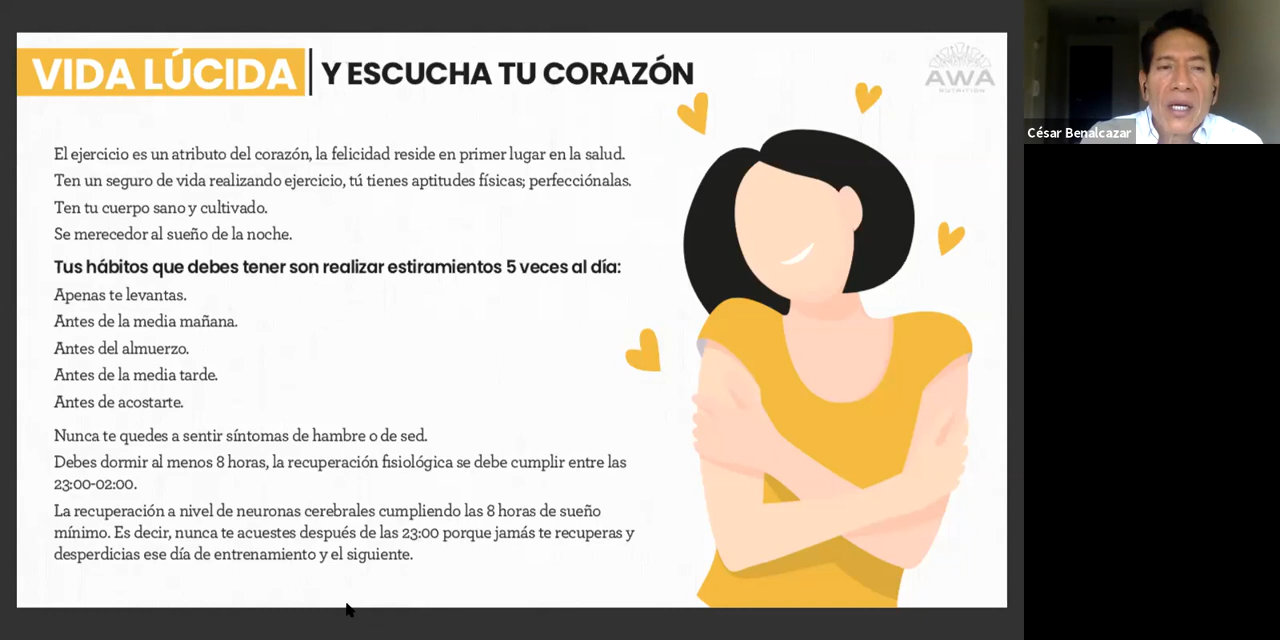 VIDA LÚCIDA Y ESCUCHA TU CORAZÓN
AWA
NUTRITION
César Benalcazar
El ejercicio es un atributo del corazón, la felicidad reside en primer lugar en la salud.
Ten un seguro de vida realizando ejercicio, tú tienes aptitudes físicas; perfecciónalas.
Ten tu cuerpo sano y cultivado.
Se merecedor al sueño de la noche.
Tus hábitos que debes tener son realizar estiramientos 5 veces al día:
Apenas te levantas.
Antes de la media mañana.
Antes del almuerzo.
Antes de la media tarde.
Antes de acostarte.
Nunca te quedes a sentir síntomas de hambre o de sed.
Debes dormir al menos 8 horas, la recuperación fisiológica se debe cumplir entre las
23:00-02:00.
La recuperación a nivel de neuronas cerebrales cumpliendo las 8 horas de sueño
mínimo. Es decir, nunca te acuestes después de las 23:00 porque jamás te recuperas y
desperdicias ese día de entrenamiento y el siguiente.